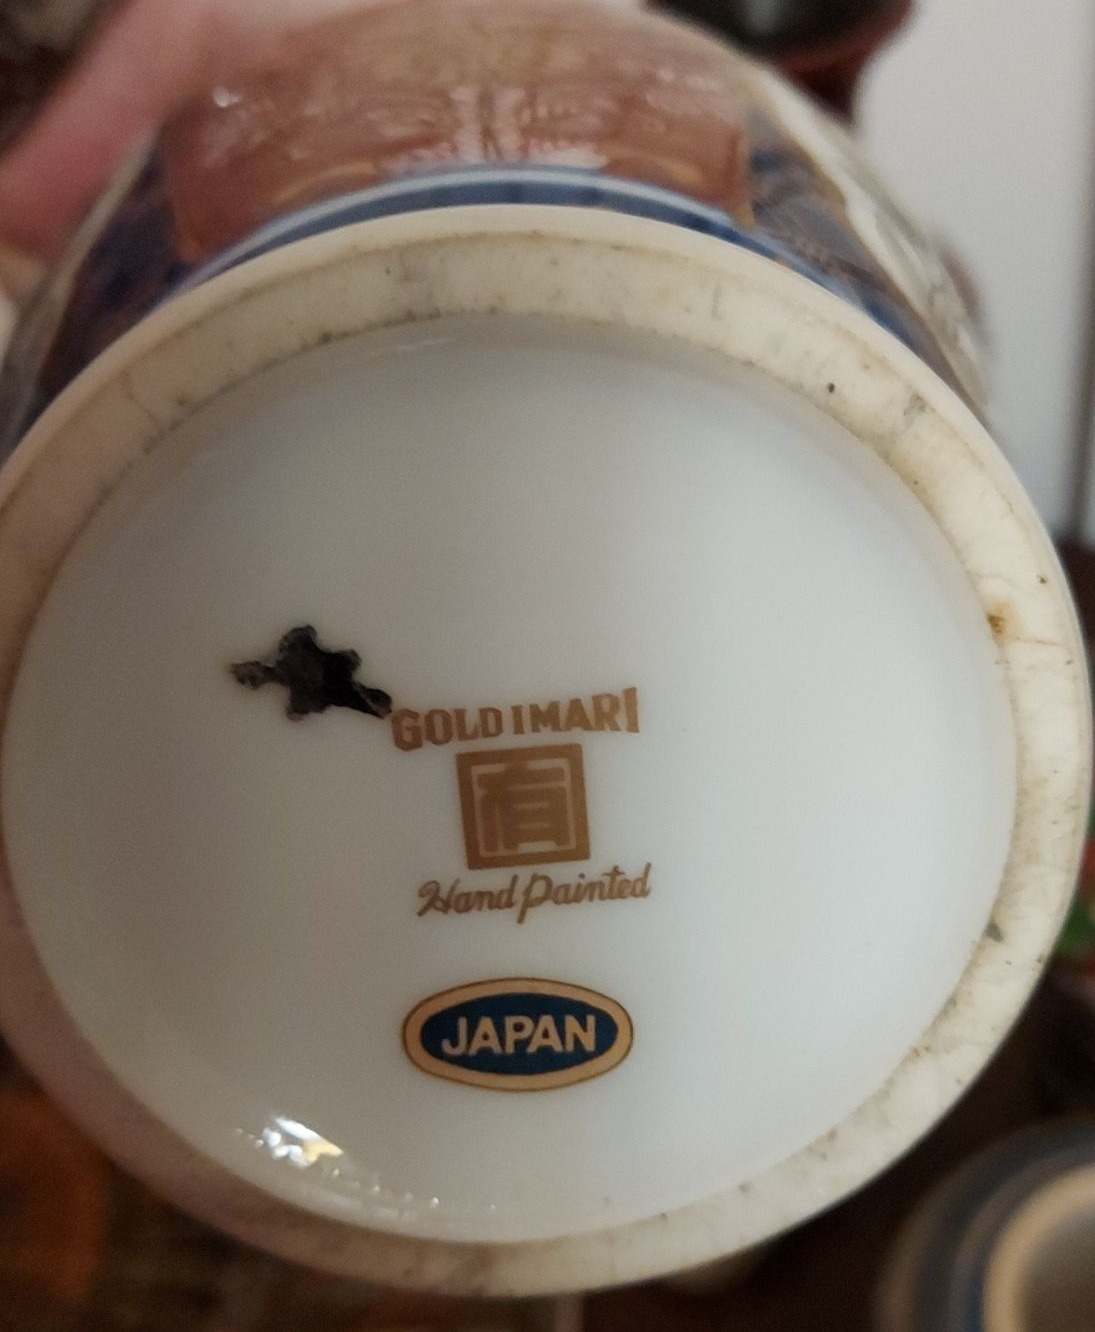 GOLD IMARI
有
Hand Painted
JAPAN